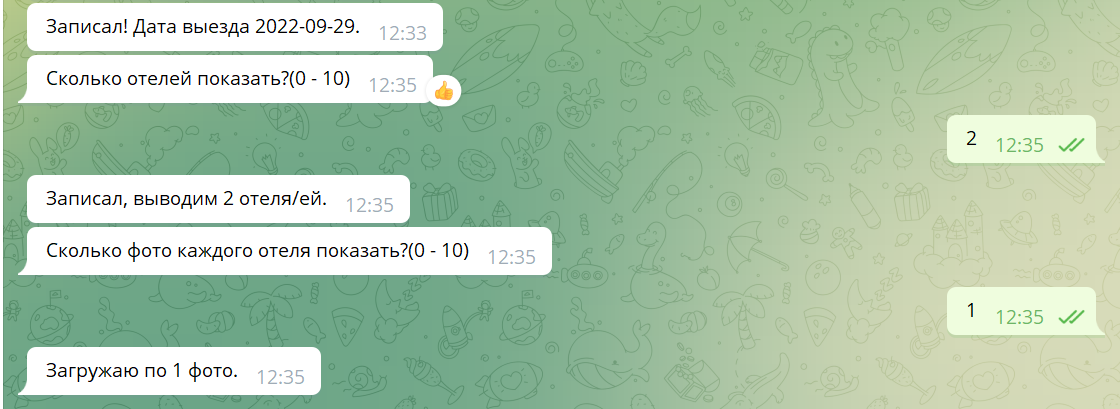 Записал! Дата выезда 2022-09-29. 12:33
Сколько отелей показать?(0 - 10) 12:35
2 12:35
Записал, выводим 2 отеля/ей. 12:35
Сколько фото каждого отеля показать?(0 - 10) 12:35
1 12:35
Загружаю по 1 фото. 12:35